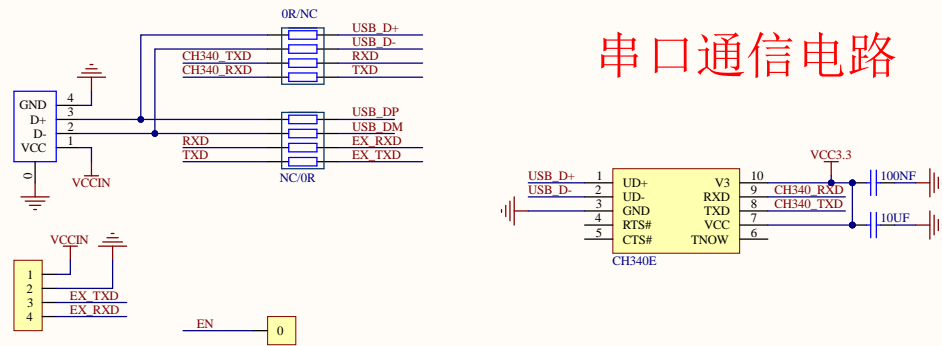 串口通信电路
0R/NC
USB_D+
USB_D-
CH340_TXD RXD
CH340_RXD TXD
GND 4
D+ 3
D- 2
VCC 1
0
VCCIN
USB_DP
USB_DM
RXD EX_RXD
TXD EX_TXD
NC/0R
VCC3.3
USB_D+ 1 UD+ V3 10 100NF
USB_D- 2 UD- RXD 9 CH340_RXD
3 GND TXD 8 CH340_TXD
4 RTS# VCC 7 10UF
5 CTS# TNOW 6
CH340E
VCCIN
1
2
3 EX_TXD
4 EX_RXD
EN 0